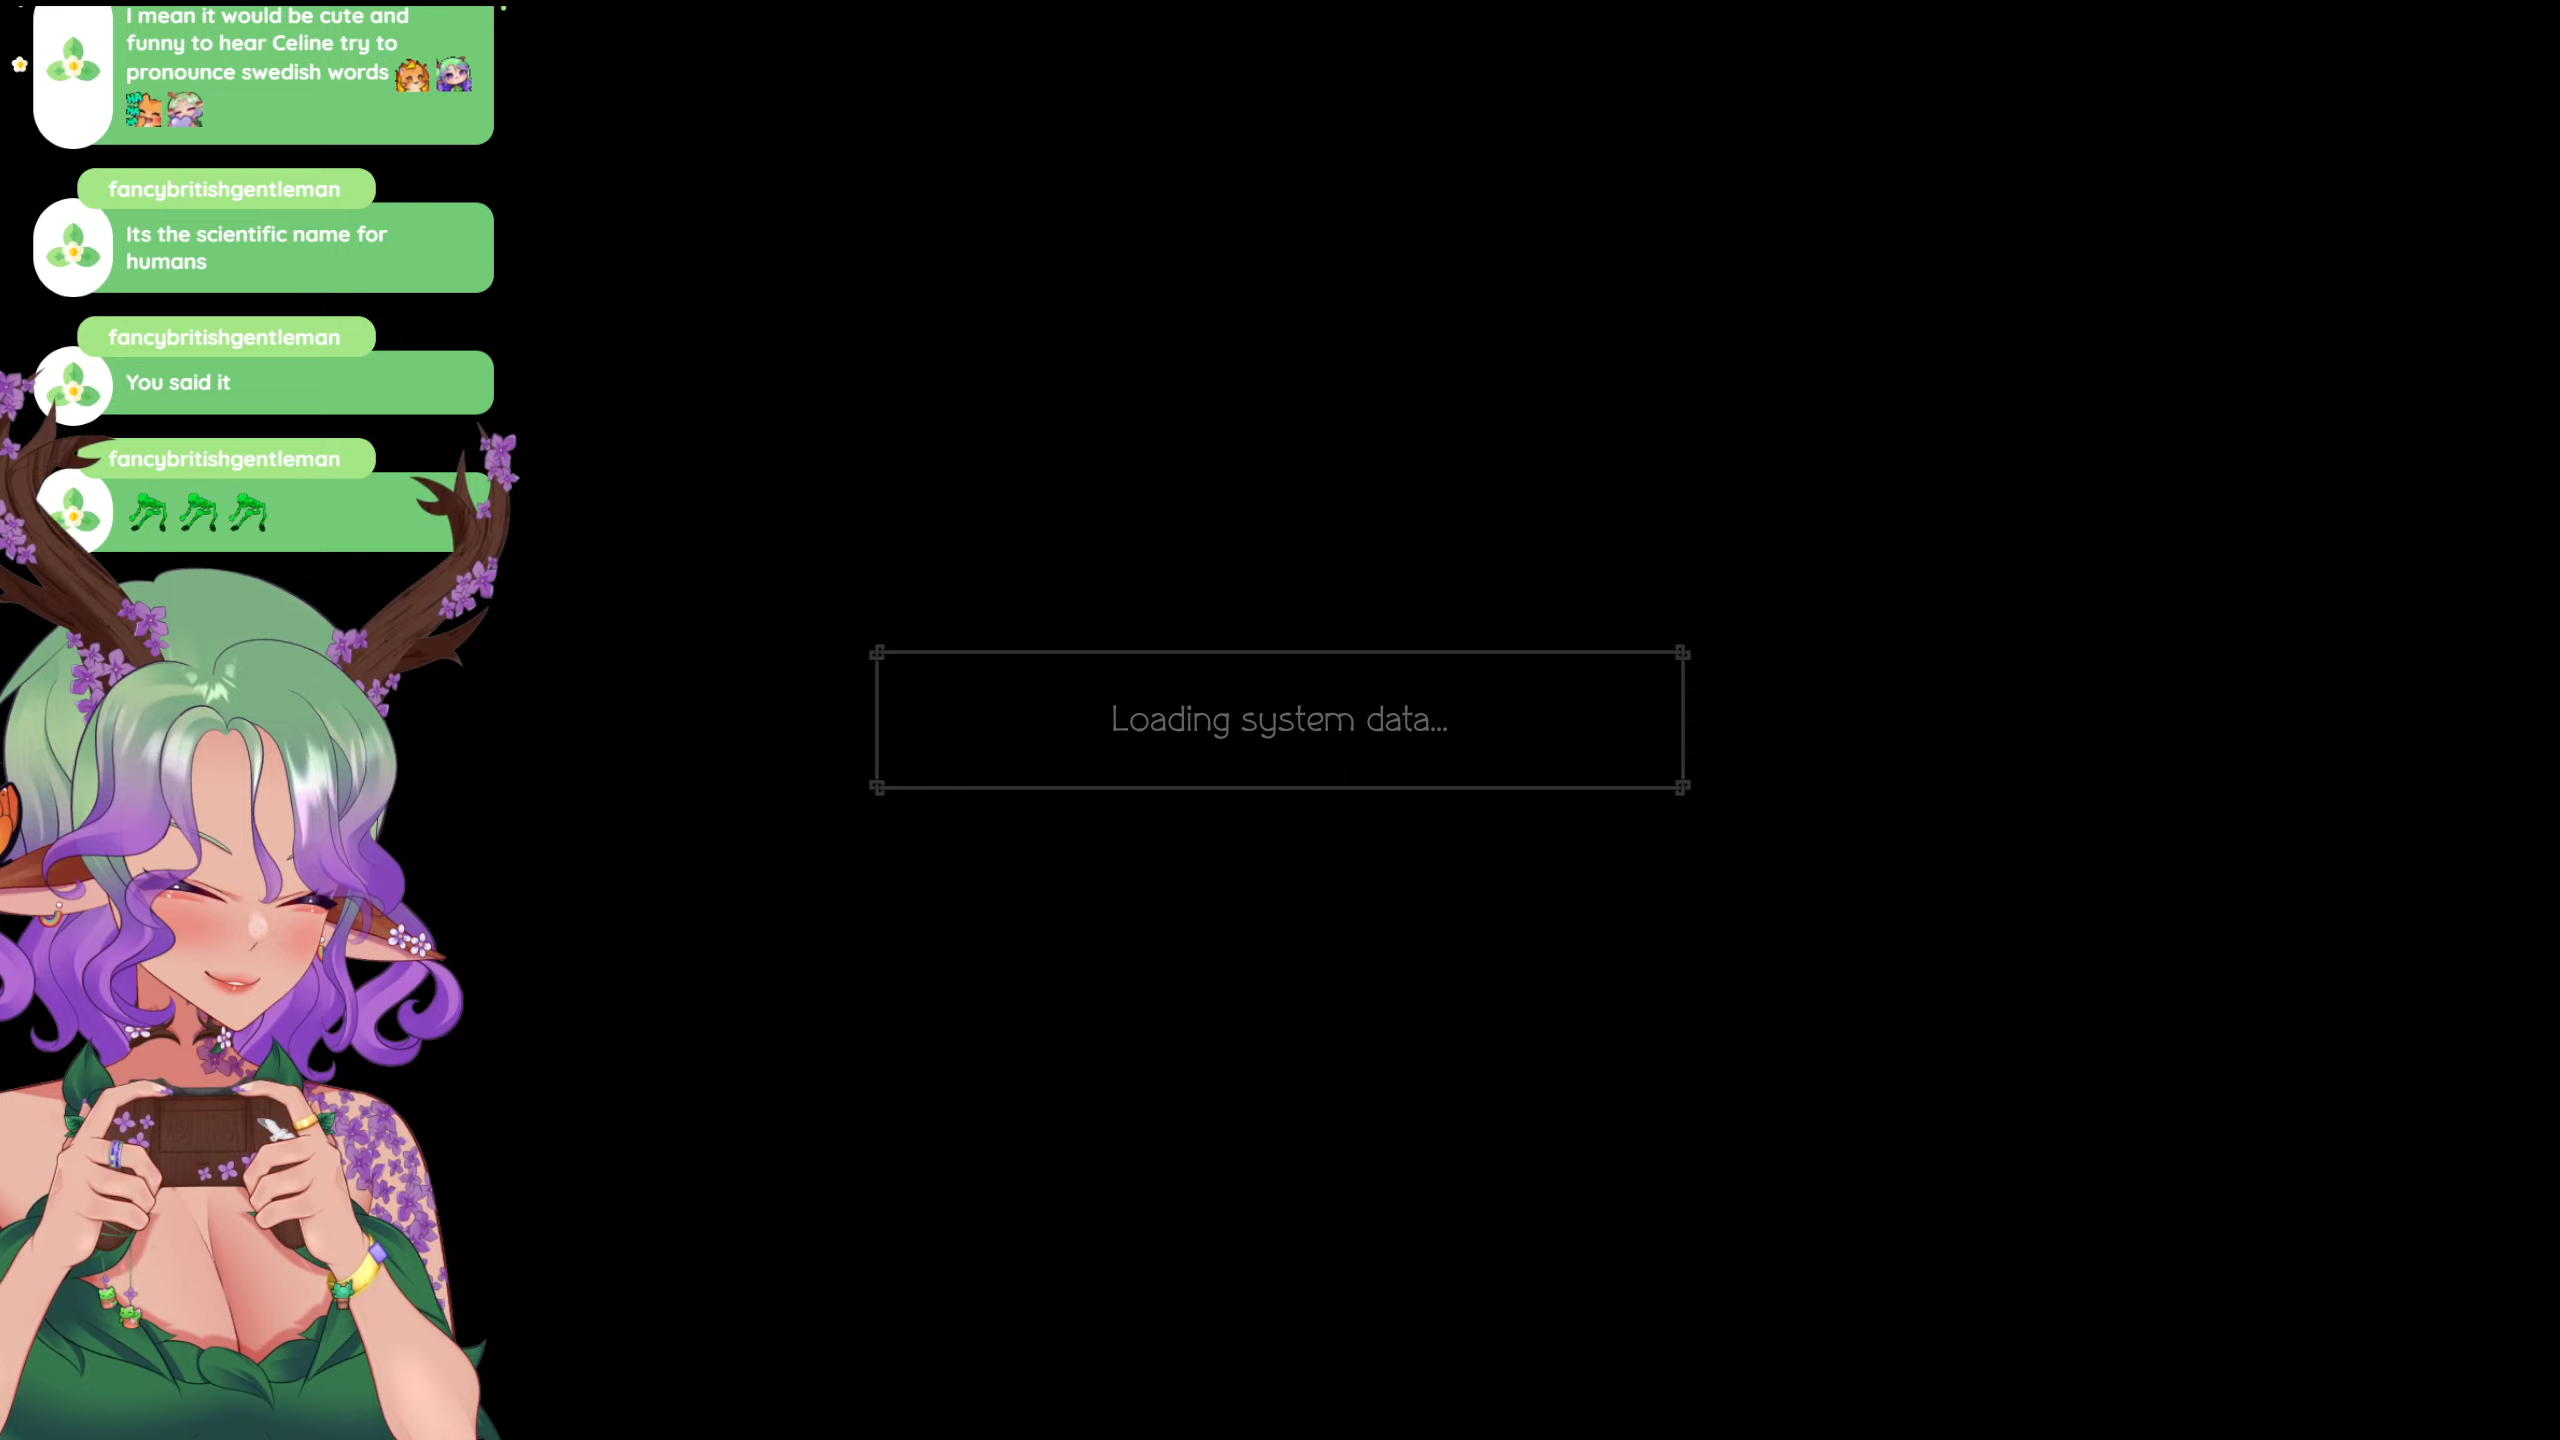 I mean it would be cute and
funny to hear Celine try to
pronounce swedish words
fancybritishgentleman
Its the scientific name for
humans
fancybritishgentleman
You said it
fancybritishgentleman
Loading system data...